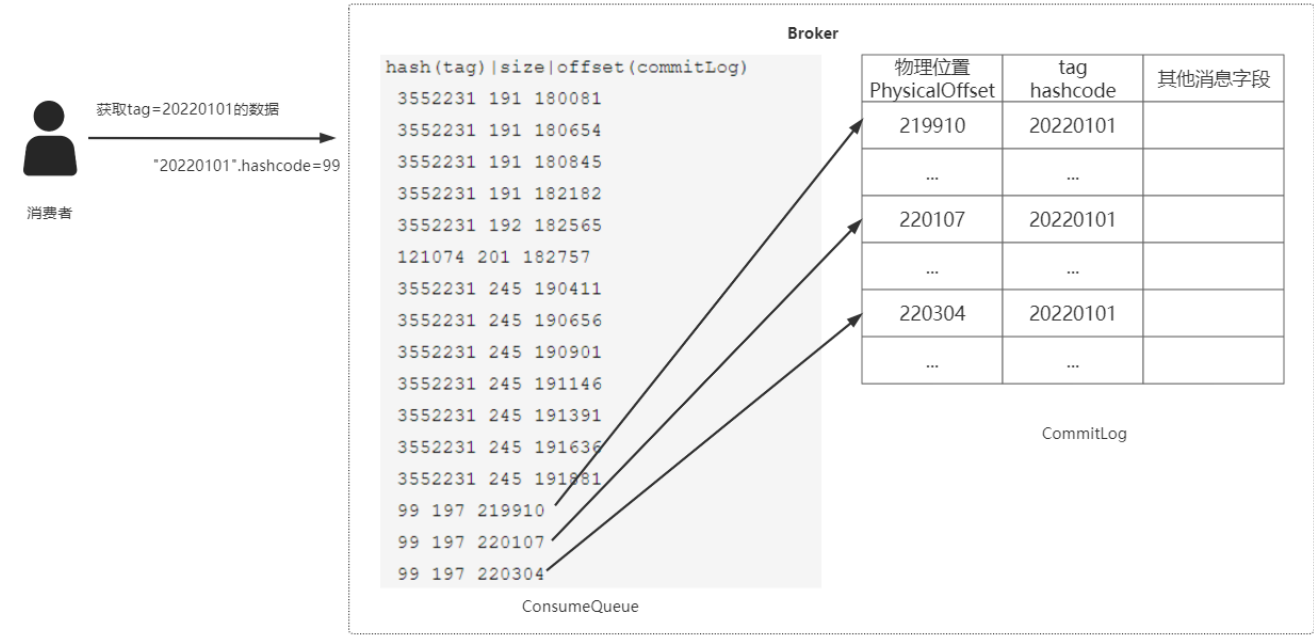 Broker
获取tag=20220101的数据
"20220101".hashcode=99
消费者
hash(tag)|size|offset(commitLog)
3552231 191 180081
3552231 191 180654
3552231 191 180845
3552231 191 182182
3552231 192 182565
121074 201 182757
3552231 245 190411
3552231 245 190656
3552231 245 190901
3552231 245 191146
3552231 245 191391
3552231 245 191636
3552231 245 191881
99 197 219910
99 197 220107
99 197 220304
ConsumeQueue
物理位置 tag 其他消息字段
PhysicalOffset hashcode
219910 20220101
... ...
220107 20220101
... ...
220304 20220101
... ...
CommitLog